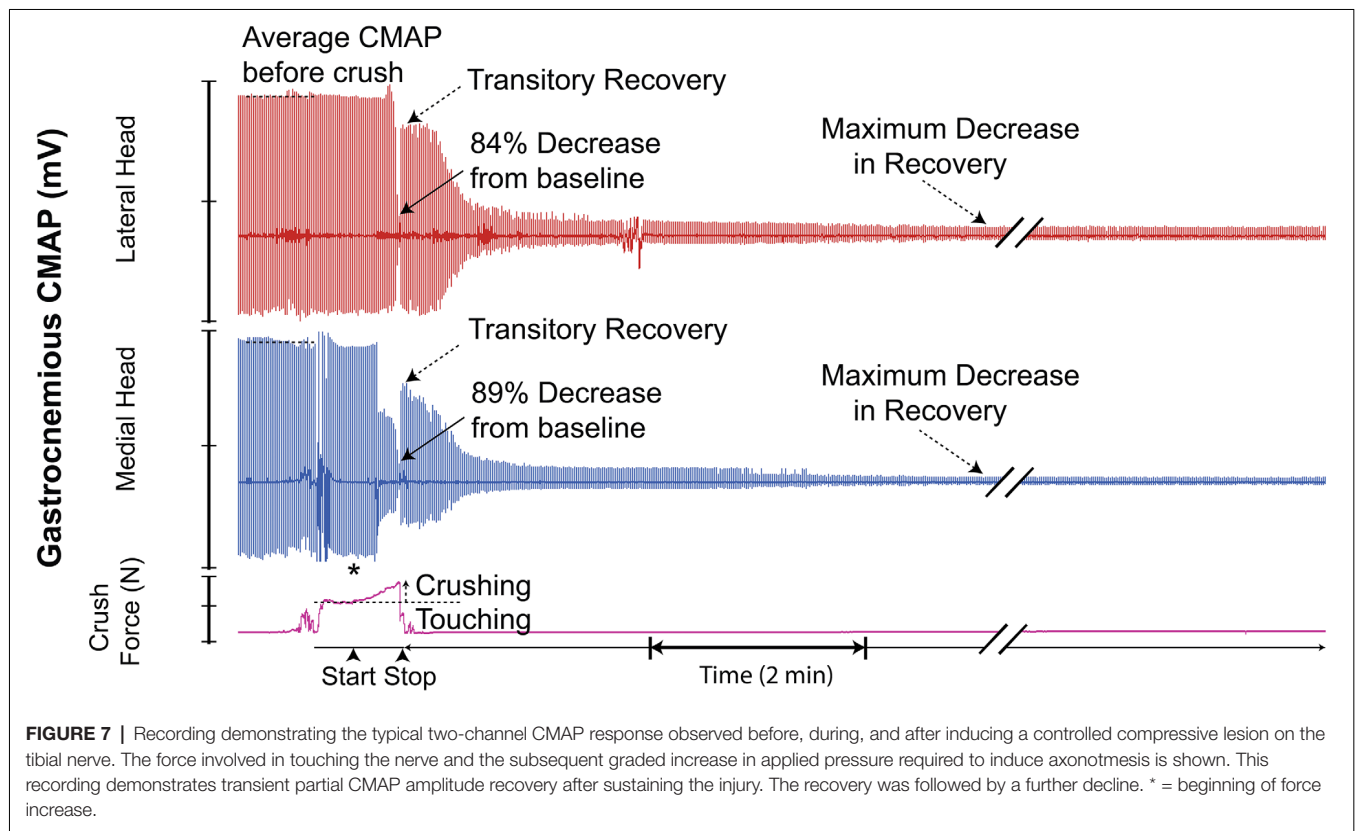 Average CMAP
before crush
Transitory Recovery
84% Decrease
from baseline
Maximum Decrease
in Recovery
Gastrocnemious CMAP (mV)
Lateral Head
Transitory Recovery
89% Decrease
from baseline
Maximum Decrease
in Recovery
Medial Head
*
Crush
Force (N)
Crushing
Touching
Start Stop
Time (2 min)
FIGURE 7 | Recording demonstrating the typical two-channel CMAP response observed before, during, and after inducing a controlled compressive lesion on the
tibial nerve. The force involved in touching the nerve and the subsequent graded increase in applied pressure required to induce axonotmesis is shown. This
recording demonstrates transient partial CMAP amplitude recovery after sustaining the injury. The recovery was followed by a further decline. * = beginning of force
increase.